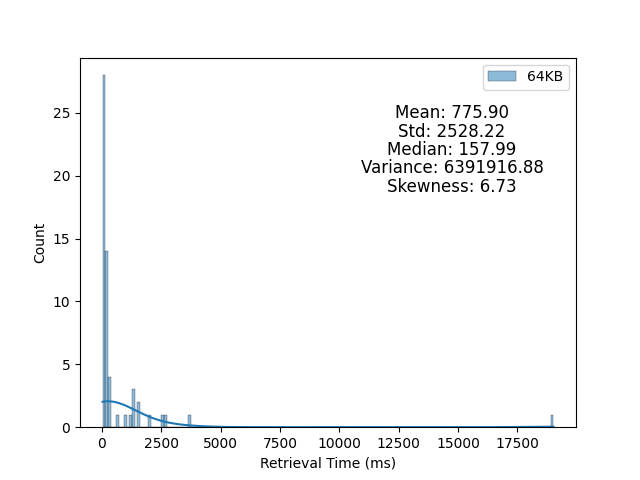 64KB
Mean: 775.90
Std: 2528.22
Median: 157.99
Variance: 6391916.88
Skewness: 6.73
25
20
15
10
5
0
Count
0 2500 5000 7500 10000 12500 15000 17500
Retrieval Time (ms)